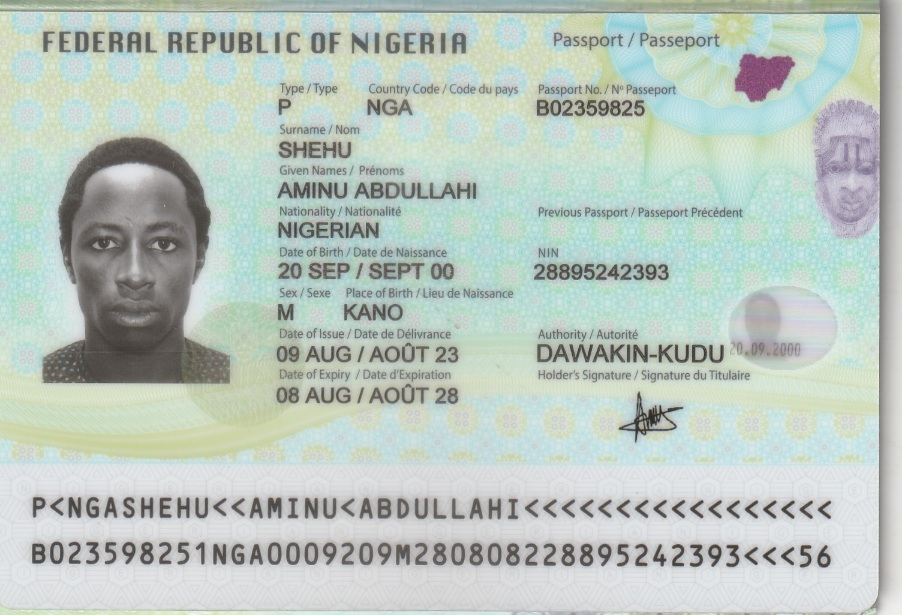 FEDERAL REPUBLIC OF NIGERIA
Passport / Passeport
Type / Type Country Code / Code du pays Passport No. / Nº Passeport
P NGA B02359825
Surname / Nom
SHEHU
Given Names / Prénoms
AMINU ABDULLAHI
Nationality / Nationalité Previous Passport / Passeport Précédent
NIGERIAN
Date of Birth / Date de Naissance NIN
20 SEP / SEPT 00 28895242393
Sex / Sexe Place of Birth / Lieu de Naissance
M KANO
Date of Issue / Date de Délivrance Authority / Autorité
09 AUG / AOÛT 23 DAWAKIN-KUDU 20.09.2000
Date of Expiry / Date d'Expiration Holder's Signature / Signature du Titulaire
08 AUG / AOÛT 28
P<NGASHEHU<<AMINU<ABDULLAHI<<<<<<<<<<<<<<<<<
B023598251NGA0009209M28080822889524​2393<<<56